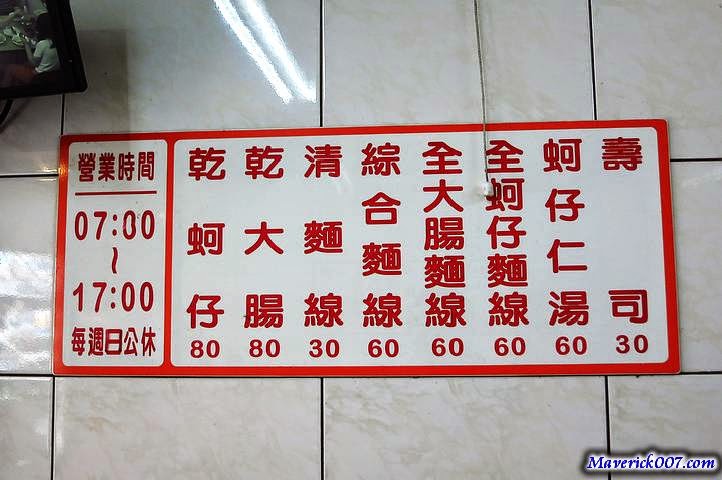 營業時間
07:00
~
17:00
每週日公休
壽司 30
蚵仔仁湯 60
全蚵仔麵線 60
全大腸麵線 60
綜合麵線 60
清麵線 30
乾大腸 80
乾蚵仔 80
Maverick007.com